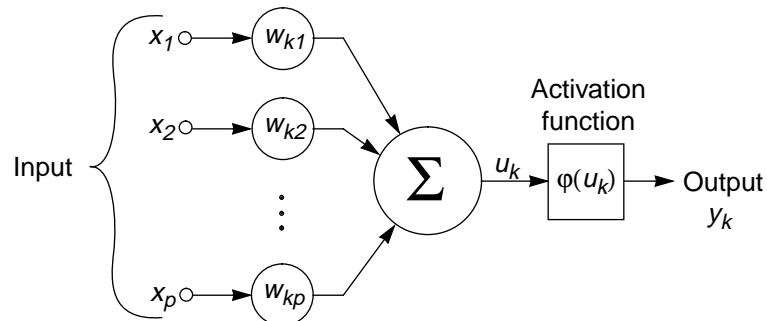 Input
x1
wk1
x2
wk2
xp
wkp
Σ
uk
Activation
function
φ(uk)
Output
yk